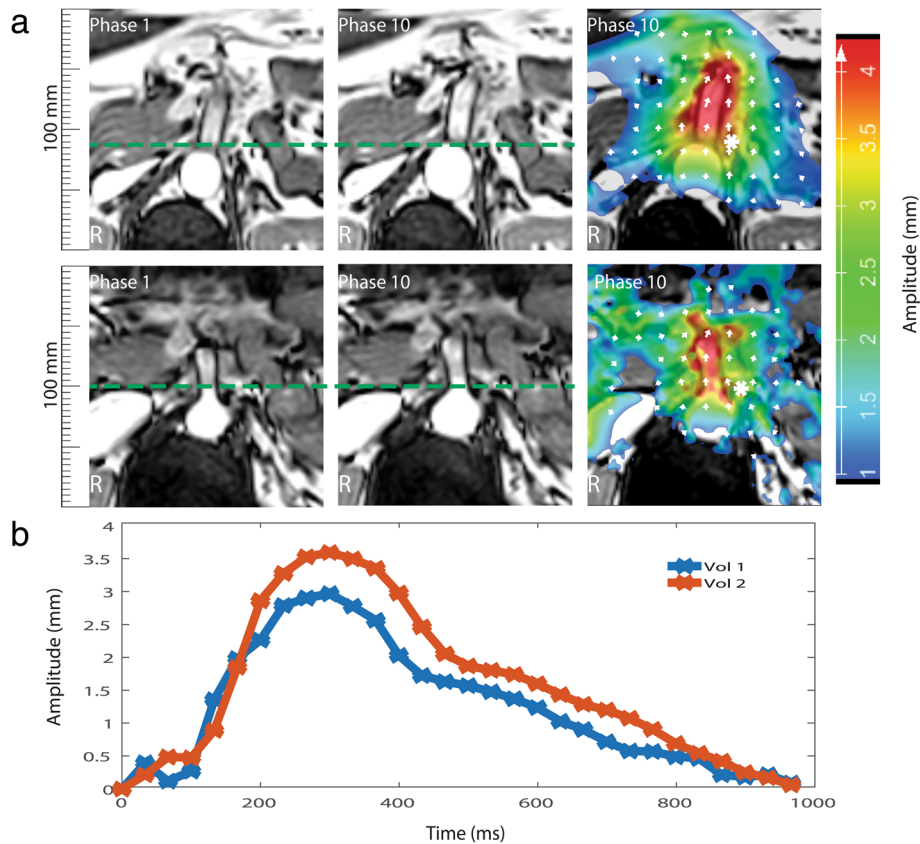 a
Phase 1
Phase 10
Phase 10
100 mm
R
R
R
Phase 1
Phase 10
Phase 10
100 mm
R
R
R
4
3.5
3
2.5
2
1.5
1
Amplitude (mm)
b
4
3.5
3
2.5
2
1.5
1
0.5
0
Amplitude (mm)
Vol 1
Vol 2
0
200
400
600
800
1000
Time (ms)